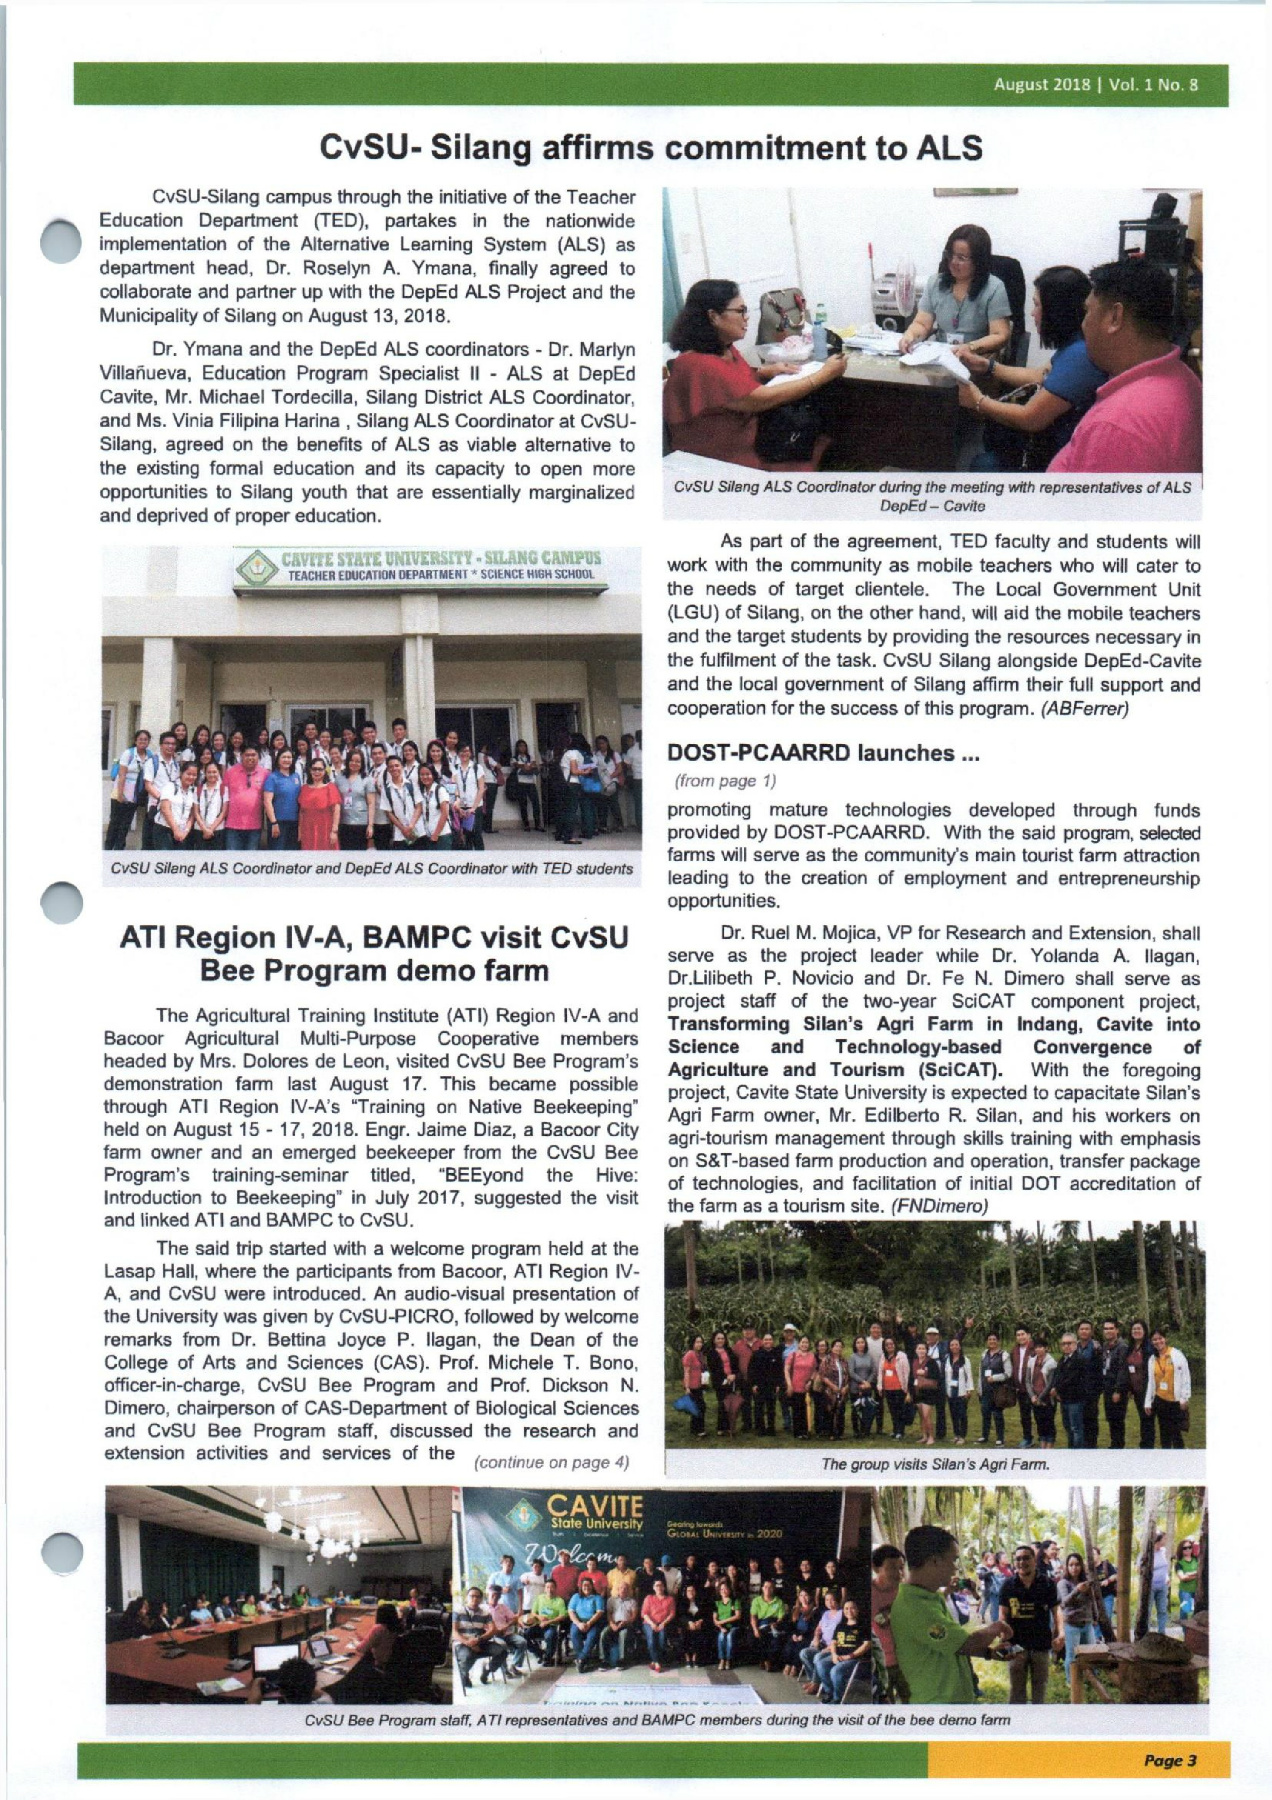 August 2018 | Vol. 1 No. 8
CvSU- Silang affirms commitment to ALS
CvSU-Silang campus through the initiative of the Teacher
Education Department (TED), partakes in the nationwide
implementation of the Alternative Learning System (ALS) as
department head, Dr. Roselyn A. Ymana, finally agreed to
collaborate and partner up with the DepEd ALS Project and the
Municipality of Silang on August 13, 2018.
Dr. Ymana and the DepEd ALS coordinators - Dr. Marlyn
Villañueva, Education Program Specialist II - ALS at DepEd
Cavite, Mr. Michael Tordecilla, Silang District ALS Coordinator,
and Ms. Vinia Filipina Harina , Silang ALS Coordinator at CvSU-
Silang, agreed on the benefits of ALS as viable alternative to
the existing formal education and its capacity to open more
opportunities to Silang youth that are essentially marginalized
and deprived of proper education.
CAVITE STATE UNIVERSITY - SILANG CAMPUS
TEACHER EDUCATION DEPARTMENT * SCIENCE HIGH SCHOOL
CvSU Silang ALS Coordinator and DepEd ALS Coordinator with TED students
CvSU Silang ALS Coordinator during the meeting with representatives of ALS
DepEd – Cavite
As part of the agreement, TED faculty and students will
work with the community as mobile teachers who will cater to
the needs of target clientele. The Local Government Unit
(LGU) of Silang, on the other hand, will aid the mobile teachers
and the target students by providing the resources necessary in
the fulfilment of the task. CvSU Silang alongside DepEd-Cavite
and the local government of Silang affirm their full support and
cooperation for the success of this program. (ABFerrer)
DOST-PCAARRD launches ...
(from page 1)
promoting mature technologies developed through funds
provided by DOST-PCAARRD. With the said program, selected
farms will serve as the community's main tourist farm attraction
leading to the creation of employment and entrepreneurship
opportunities.
Dr. Ruel M. Mojica, VP for Research and Extension, shall
serve as the project leader while Dr. Yolanda A. Ilagan,
Dr.Lilibeth P. Novicio and Dr. Fe N. Dimero shall serve as
project staff of the two-year SciCAT component project,
Transforming Silan's Agri Farm in Indang, Cavite into
Science and Technology-based Convergence of
Agriculture and Tourism (SciCAT). With the foregoing
project, Cavite State University is expected to capacitate Silan's
Agri Farm owner, Mr. Edilberto R. Silan, and his workers on
agri-tourism management through skills training with emphasis
on S&T-based farm production and operation, transfer package
of technologies, and facilitation of initial DOT accreditation of
the farm as a tourism site. (FNDimero)
The group visits Silan's Agri Farm.
ATI Region IV-A, BAMPC visit CvSU
Bee Program demo farm
The Agricultural Training Institute (ATI) Region IV-A and
Bacoor Agricultural Multi-Purpose Cooperative members
headed by Mrs. Dolores de Leon, visited CvSU Bee Program's
demonstration farm last August 17. This became possible
through ATI Region IV-A's "Training on Native Beekeeping"
held on August 15 - 17, 2018. Engr. Jaime Diaz, a Bacoor City
farm owner and an emerged beekeeper from the CvSU Bee
Program's training-seminar titled, "BEEyond the Hive:
Introduction to Beekeeping" in July 2017, suggested the visit
and linked ATI and BAMPC to CvSU.
The said trip started with a welcome program held at the
Lasap Hall, where the participants from Bacoor, ATI Region IV-
A, and CvSU were introduced. An audio-visual presentation of
the University was given by CvSU-PICRO, followed by welcome
remarks from Dr. Bettina Joyce P. Ilagan, the Dean of the
College of Arts and Sciences (CAS). Prof. Michele T. Bono,
officer-in-charge, CvSU Bee Program and Prof. Dickson N.
Dimero, chairperson of CAS-Department of Biological Sciences
and CvSU Bee Program staff, discussed the research and
extension activities and services of the (continue on page 4)
CAVITE
State University
Gearing towards
GLOBAL UNIVERSITY in 2020
Welcome
CvSU Bee Program staff, ATI representatives and BAMPC members during the visit of the bee demo farm
Page 3